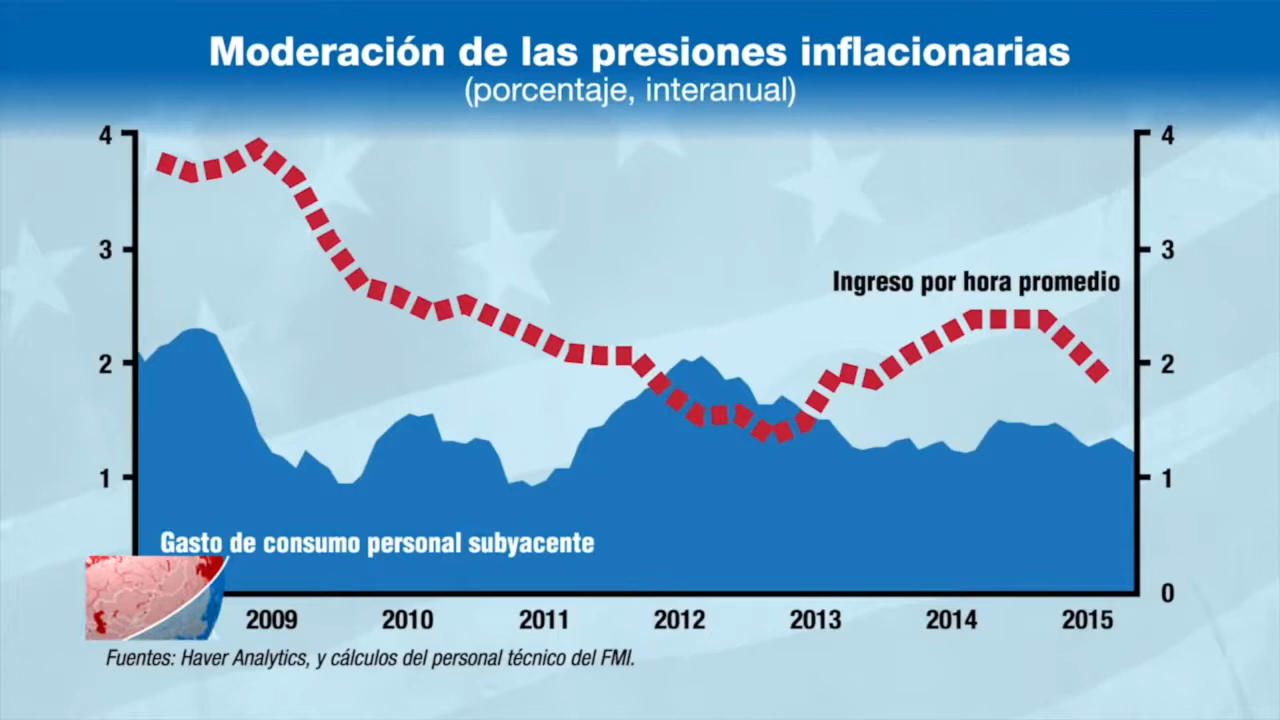 Moderación de las presiones inflacionarias
(porcentaje, interanual)
4 4
3 3
Ingreso por hora promedio
2 2
1 1
Gasto de consumo personal subyacente
0
2009 2010 2011 2012 2013 2014 2015
Fuentes: Haver Analytics, y cálculos del personal técnico del FMI.